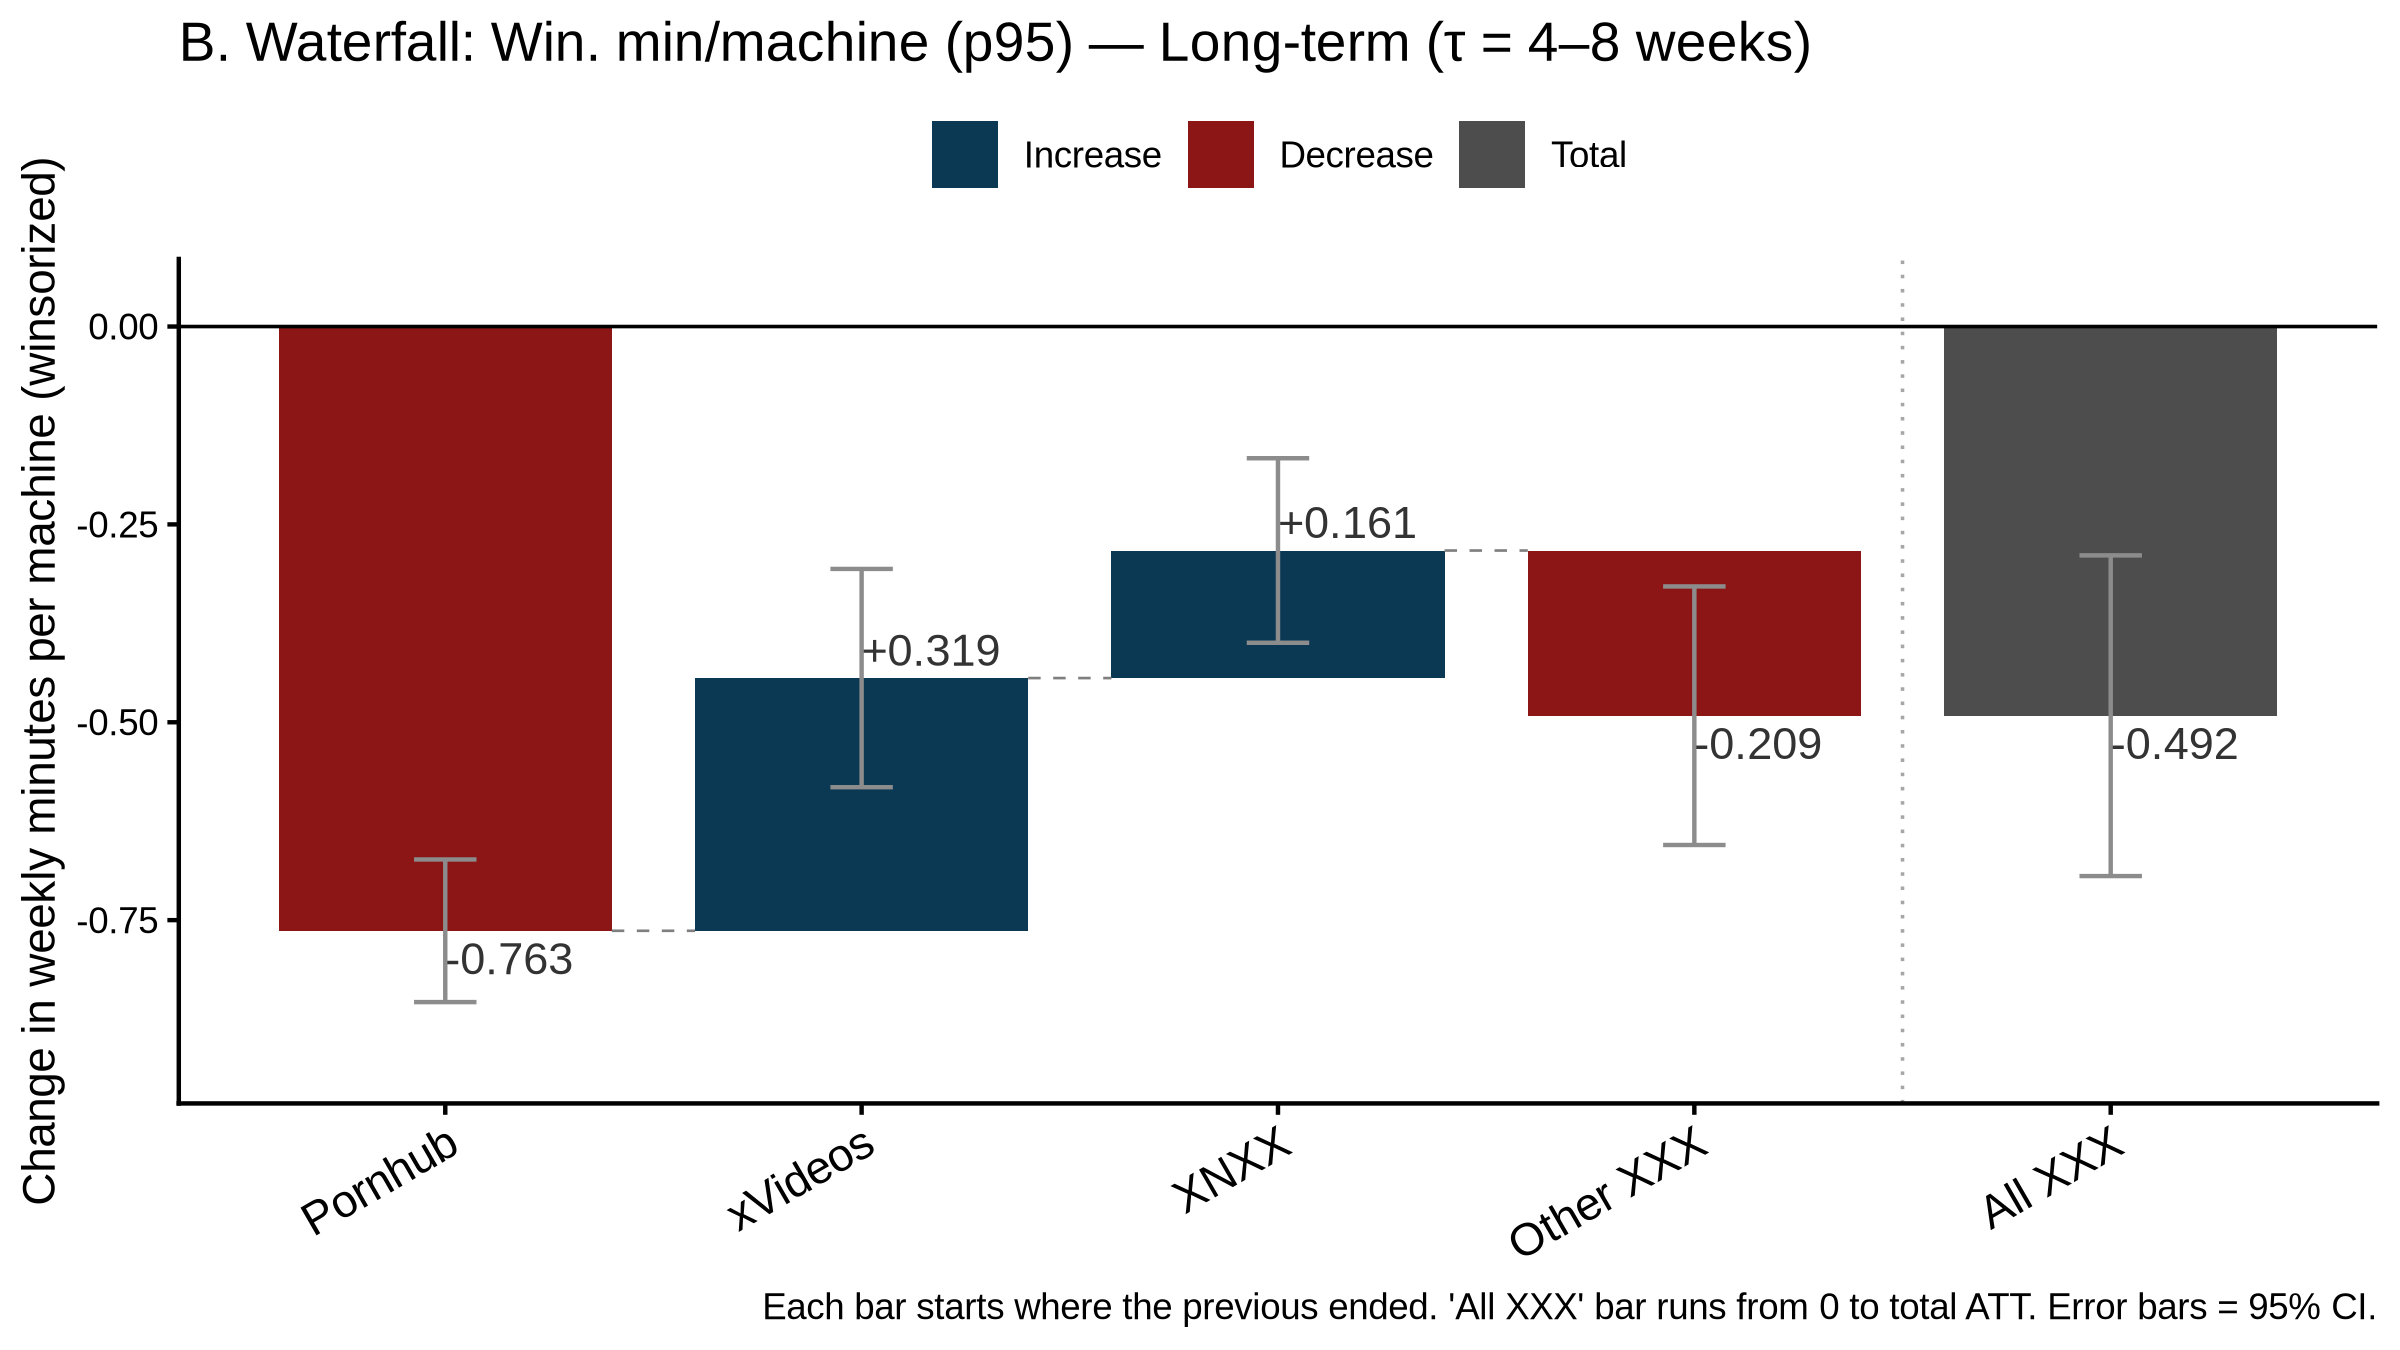 B. Waterfall: Win. min/machine (p95) — Long-term (τ = 4–8 weeks)
Increase
Decrease
Total
Change in weekly minutes per machine (winsorized)
0.00
-0.25
-0.50
-0.75
-0.763
+0.319
+0.161
-0.209
-0.492
Pornhub
xVideos
XNXX
Other XXX
All XXX
Each bar starts where the previous ended. 'All XXX' bar runs from 0 to total ATT. Error bars = 95% CI.